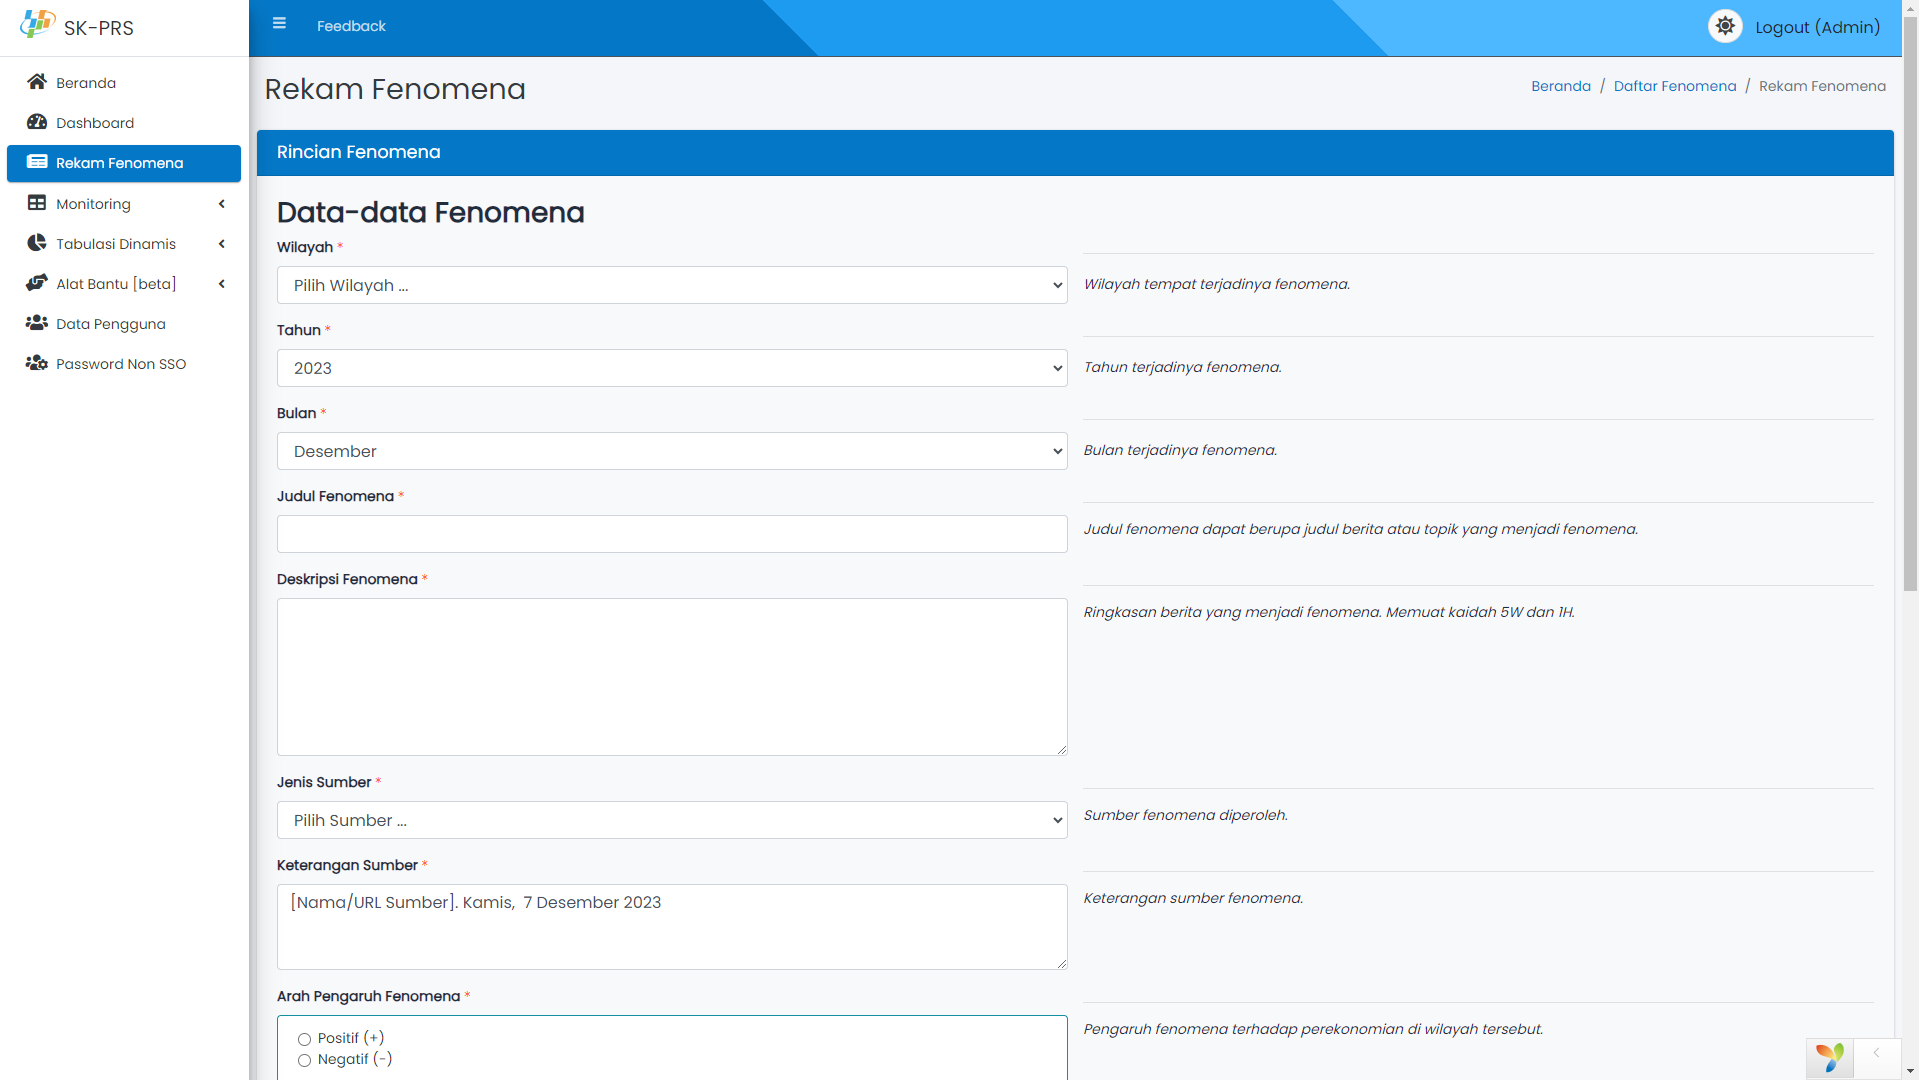 SK-PRS
Feedback
Logout (Admin)
Beranda
Dashboard
Rekam Fenomena
Monitoring
Tabulasi Dinamis
Alat Bantu [beta]
Data Pengguna
Password Non SSO
Rekam Fenomena
Beranda / Daftar Fenomena / Rekam Fenomena
Rincian Fenomena
Data-data Fenomena
Wilayah *
Pilih Wilayah ...
Wilayah tempat terjadinya fenomena.
Tahun *
2023
Tahun terjadinya fenomena.
Bulan *
Desember
Bulan terjadinya fenomena.
Judul Fenomena *
Judul fenomena dapat berupa judul berita atau topik yang menjadi fenomena.
Deskripsi Fenomena *
Ringkasan berita yang menjadi fenomena. Memuat kaidah 5W dan 1H.
Jenis Sumber *
Pilih Sumber ...
Sumber fenomena diperoleh.
Keterangan Sumber *
[Nama/URL Sumber]. Kamis,  7 Desember 2023
Keterangan sumber fenomena.
Arah Pengaruh Fenomena *
Positif (+)
Negatif (-)
Pengaruh fenomena terhadap perekonomian di wilayah tersebut.